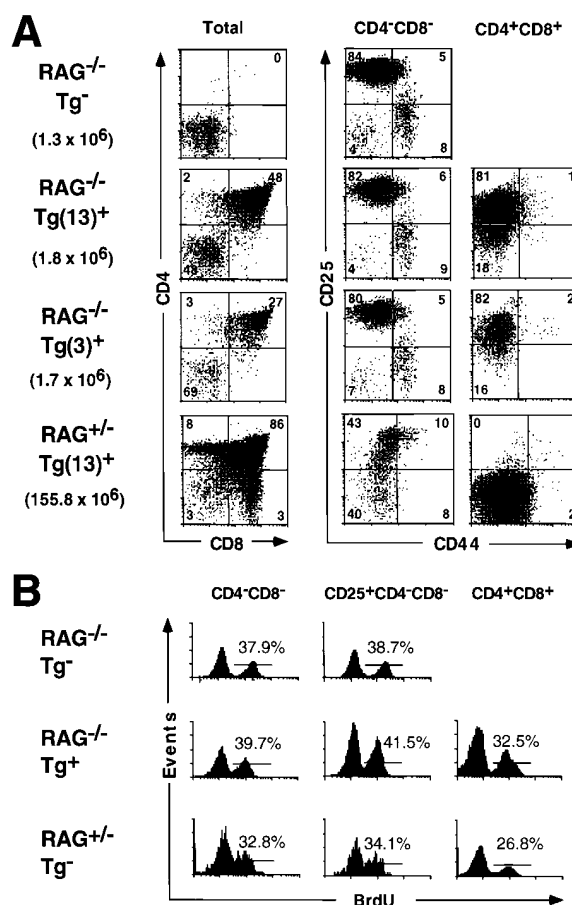 A
Total
CD4⁻CD8⁻
CD4⁺CD8⁺
RAG⁻/⁻
Tg⁻
(1.3 x 10⁶)
0
84
5
4
8
RAG⁻/⁻
Tg(13)⁺
(1.8 x 10⁶)
2
48
48
82
6
4
9
81
1
18
RAG⁻/⁻
Tg(3)⁺
(1.7 x 10⁶)
3
27
69
80
5
7
8
82
2
16
RAG⁺/⁻
Tg(13)⁺
(155.8 x 10⁶)
8
86
3
3
43
10
40
8
0
2
CD4
CD25
CD8
CD44
B
CD4⁻CD8⁻
CD25⁺CD4⁻CD8⁻
CD4⁺CD8⁺
RAG⁻/⁻
Tg⁻
37.9%
38.7%
RAG⁻/⁻
Tg⁺
39.7%
41.5%
32.5%
RAG⁺/⁻
Tg⁻
32.8%
34.1%
26.8%
Events
BrdU